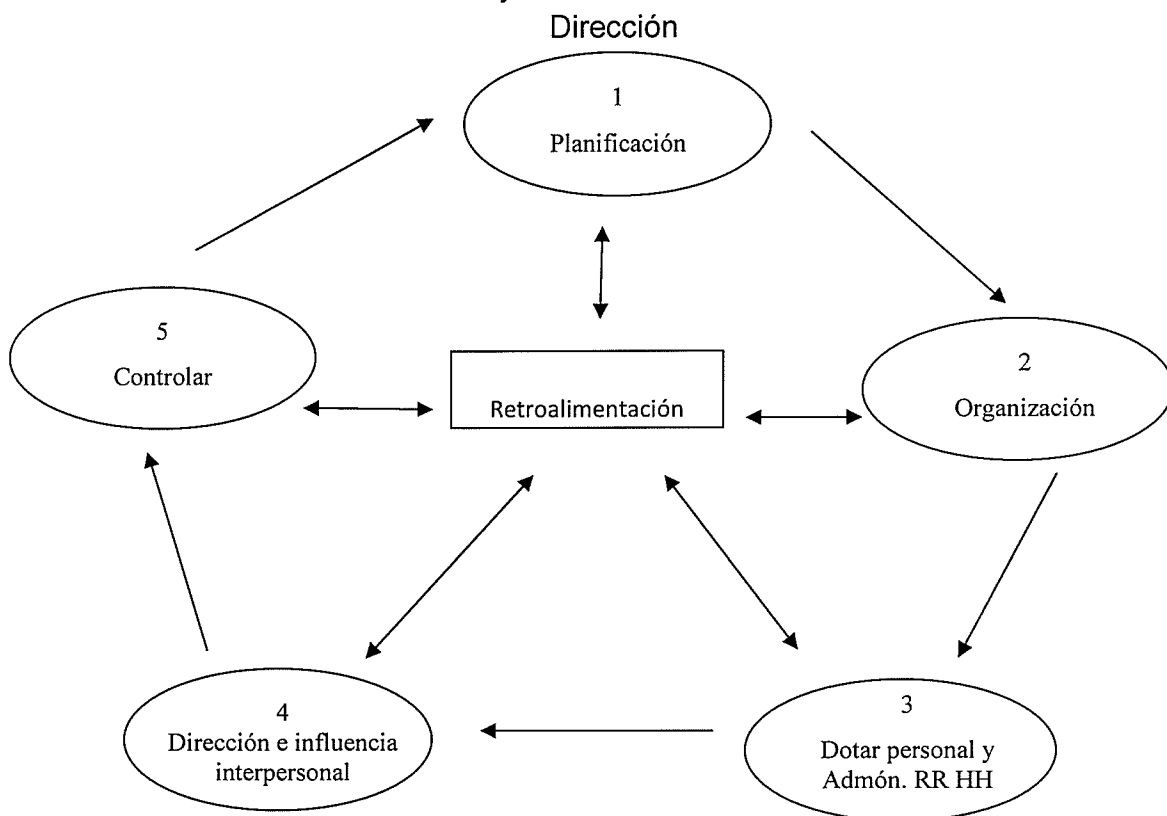 Dirección
1
Planificación
5
Controlar
Retroalimentación
2
Organización
4
Dirección e influencia
interpersonal
3
Dotar personal y
Admón. RR HH